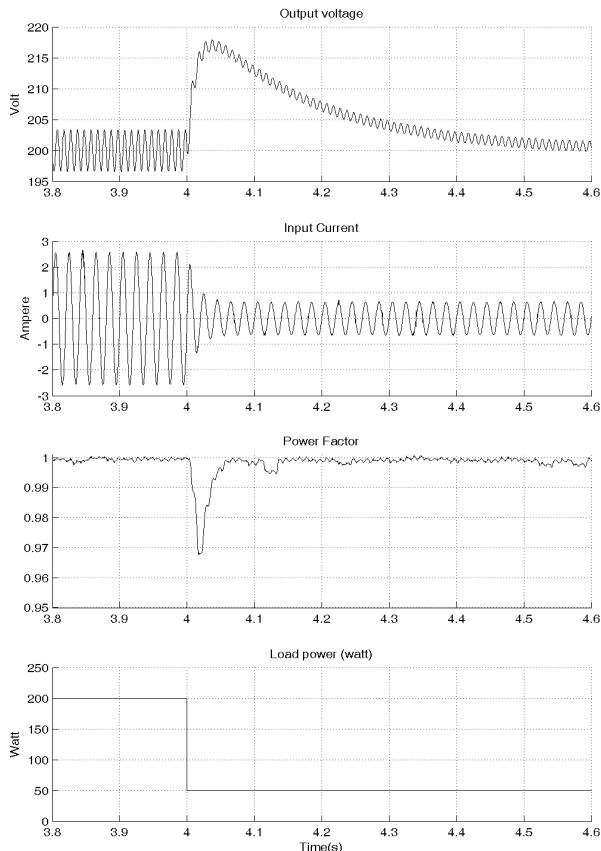 Output voltage
220
215
210
205
200
195
Volt
3.8 3.9 4 4.1 4.2 4.3 4.4 4.5 4.6
Input Current
3
2
1
0
-1
-2
-3
Ampere
3.8 3.9 4 4.1 4.2 4.3 4.4 4.5 4.6
Power Factor
1
0.99
0.98
0.97
0.96
0.95
3.8 3.9 4 4.1 4.2 4.3 4.4 4.5 4.6
Load power (watt)
250
200
150
100
50
0
Watt
3.8 3.9 4 4.1 4.2 4.3 4.4 4.5 4.6
Time(s)